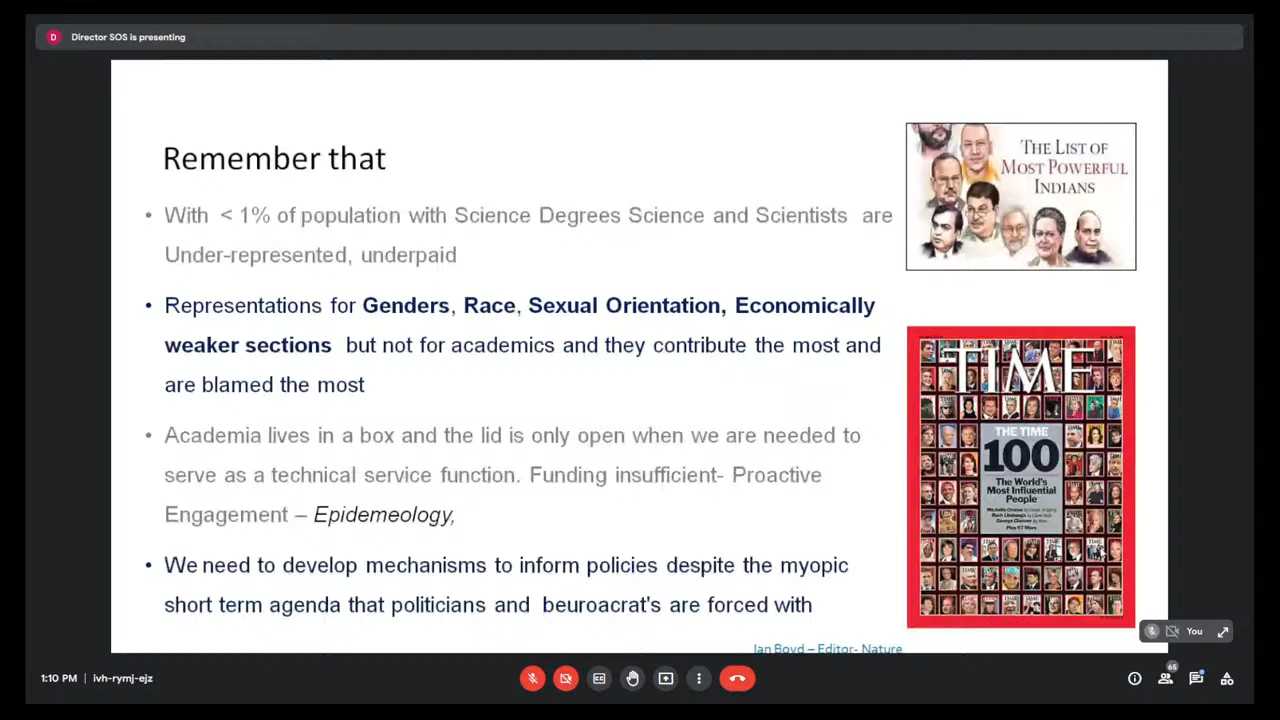 D Director SOS is presenting
Remember that
• With < 1% of population with Science Degrees Science and Scientists are
Under-represented, underpaid
• Representations for Genders, Race, Sexual Orientation, Economically
weaker sections but not for academics and they contribute the most and
are blamed the most
• Academia lives in a box and the lid is only open when we are needed to
serve as a technical service function. Funding insufficient- Proactive
Engagement – Epidemeology,
• We need to develop mechanisms to inform policies despite the myopic
short term agenda that politicians and beuroacrat's are forced with
Ian Boyd – Editor- Nature
THE LIST OF
MOST POWERFUL
INDIANS
TIME
THE TIME
100
The World's
Most Influential
People
You
1:10 PM | ivh-rymj-ejz
65